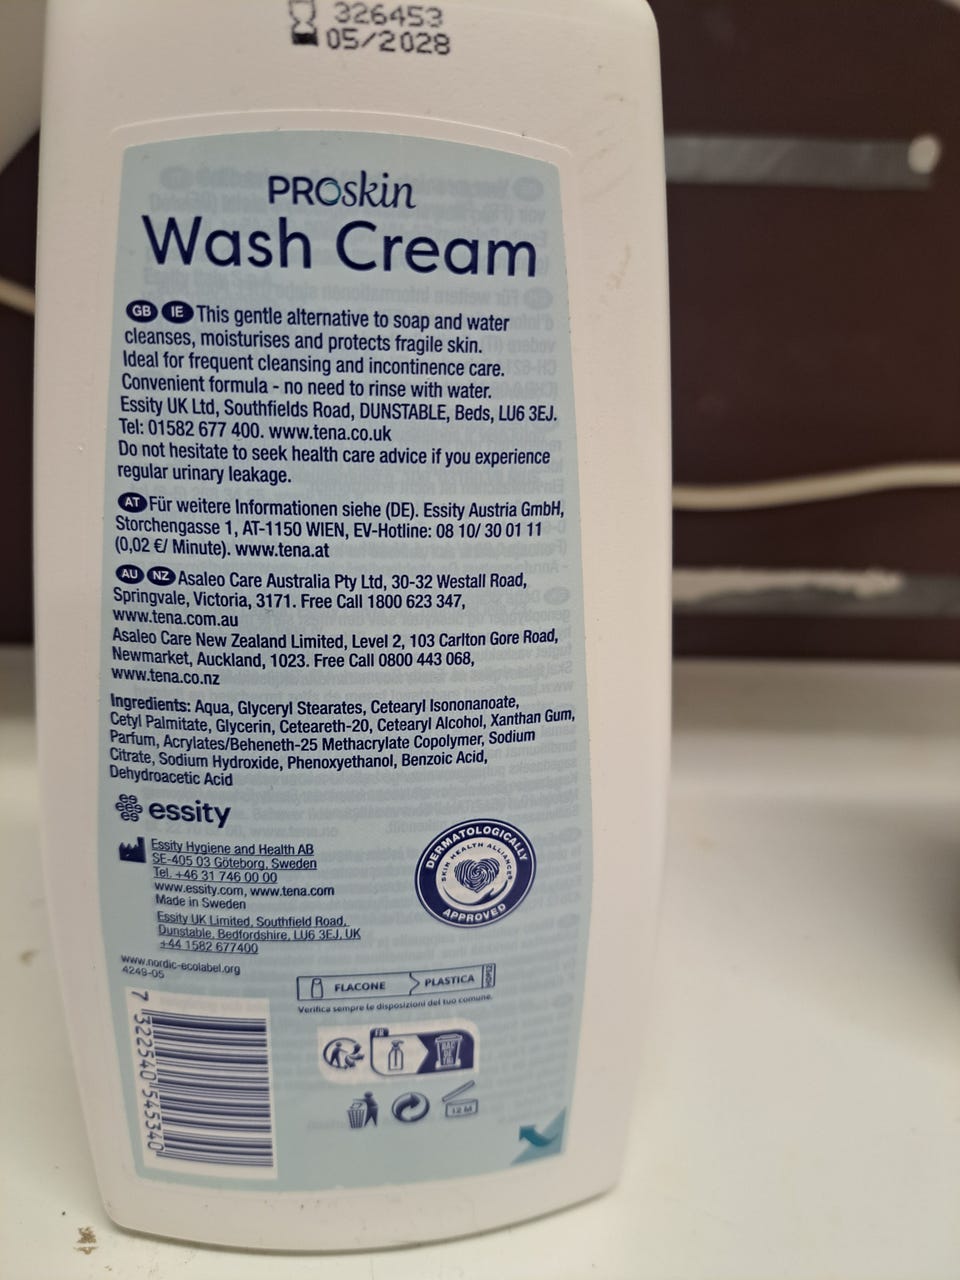 326453
05/2028
PROskin
Wash Cream
GB IE This gentle alternative to soap and water
cleanses, moisturises and protects fragile skin.
Ideal for frequent cleansing and incontinence care.
Convenient formula - no need to rinse with water.
Essity UK Ltd, Southfields Road, DUNSTABLE, Beds, LU6 3EJ.
Tel: 01582 677 400. www.tena.co.uk
Do not hesitate to seek health care advice if you experience
regular urinary leakage.
AT Für weitere Informationen siehe (DE). Essity Austria GmbH,
Storchengasse 1, AT-1150 WIEN, EV-Hotline: 08 10/ 30 01 11
(0,02 €/ Minute). www.tena.at
AU NZ Asaleo Care Australia Pty Ltd, 30-32 Westall Road,
Springvale, Victoria, 3171. Free Call 1800 623 347,
www.tena.com.au
Asaleo Care New Zealand Limited, Level 2, 103 Carlton Gore Road,
Newmarket, Auckland, 1023. Free Call 0800 443 068,
www.tena.co.nz
Ingredients: Aqua, Glyceryl Stearates, Cetearyl Isononanoate,
Cetyl Palmitate, Glycerin, Ceteareth-20, Cetearyl Alcohol, Xanthan Gum,
Parfum, Acrylates/Beheneth-25 Methacrylate Copolymer, Sodium
Citrate, Sodium Hydroxide, Phenoxyethanol, Benzoic Acid,
Dehydroacetic Acid
essity
Essity Hygiene and Health AB
SE-405 03 Göteborg, Sweden
Tel. +46 31 746 00 00
www.essity.com, www.tena.com
Made in Sweden
Essity UK Limited, Southfield Road,
Dunstable, Bedfordshire, LU6 3EJ, UK
+44 1582 677400
DERMATOLOGICALLY
SKIN HEALTH ALLIANCE
APPROVED
www.nordic-ecolabel.org
4249-05
FLACONE PLASTICA
Verifica sempre le disposizioni del tuo comune.
FR
BAC DE TRI
12 M
7 322540 545340